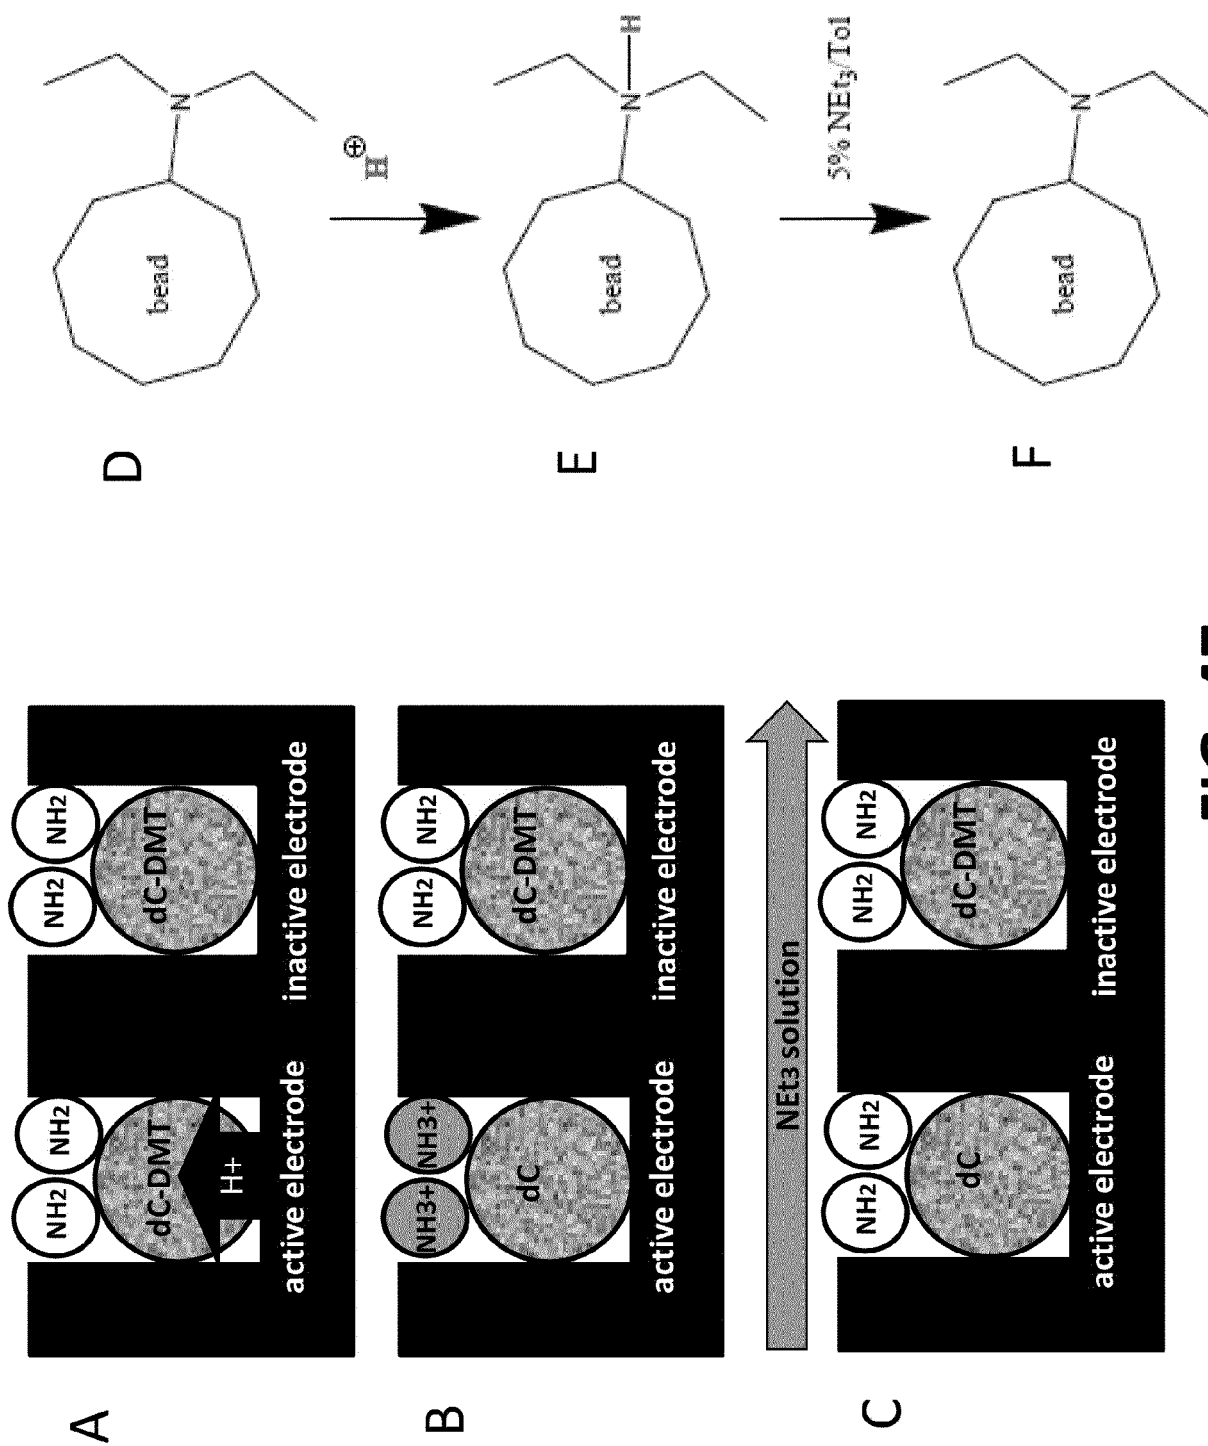 A
NH2 NH2 NH2 NH2
dC-DMT dC-DMT
H+
active electrode inactive electrode
B
NH3+ NH3+ NH2 NH2
dC dC-DMT
active electrode inactive electrode
NEt3 solution
C
NH2 NH2 NH2 NH2
dC dC-DMT
active electrode inactive electrode
D
bead N
H⊕
E
bead N H
5% NEt3/Tol
F
bead N